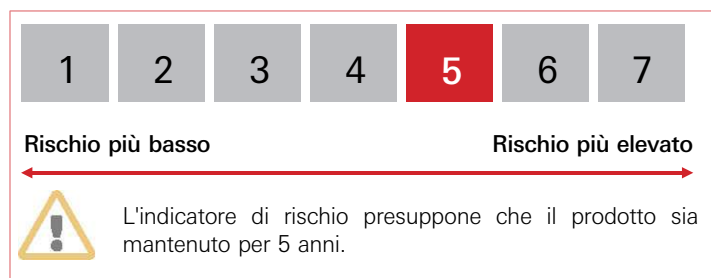 1 2 3 4 5 6 7
Rischio più basso Rischio più elevato
L'indicatore di rischio presuppone che il prodotto sia
mantenuto per 5 anni.